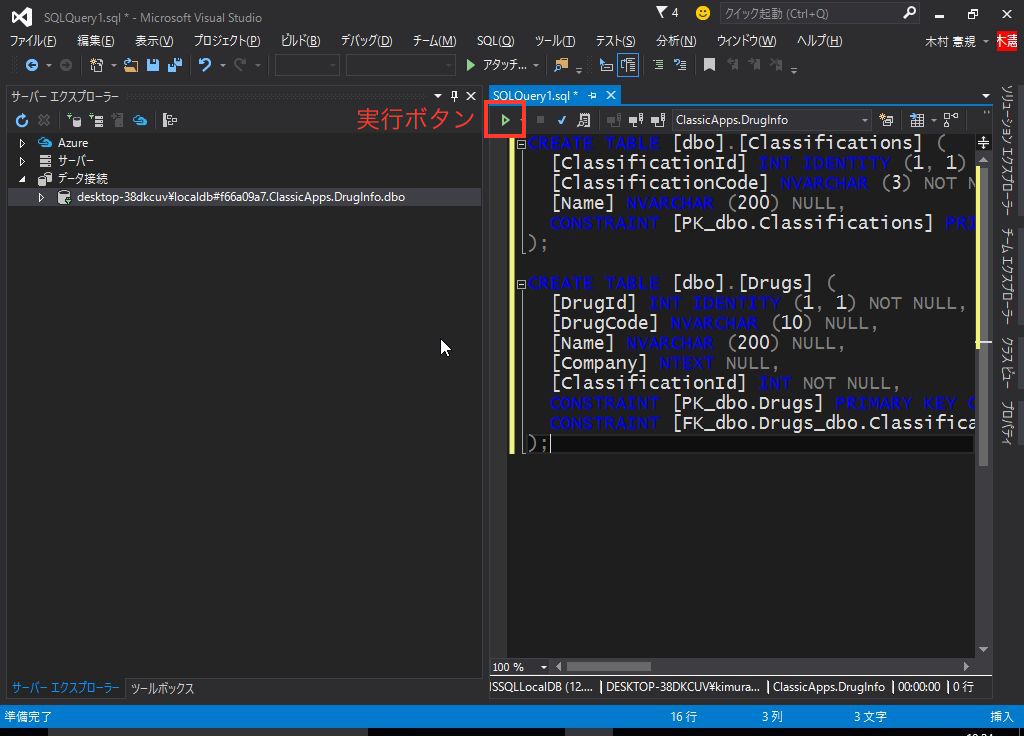 SQLQuery1.sql * - Microsoft Visual Studio
4
クイック起動 (Ctrl+Q)
ファイル(F) 編集(E) 表示(V) プロジェクト(P) ビルド(B) デバッグ(D) チーム(M) SQL(Q) ツール(T) テスト(S) 分析(N) ウィンドウ(W) ヘルプ(H)
木村 憲規
木憲
アタッチ...
サーバー エクスプローラー
実行ボタン
Azure
サーバー
データ接続
desktop-38dkcuv¥localdb#f66a09a7.ClassicApps.DrugInfo.dbo
SQLQuery1.sql *
ClassicApps.DrugInfo
CREATE TABLE [dbo].[Classifications] (
[ClassificationId] INT IDENTITY (1, 1)
[ClassificationCode] NVARCHAR (3) NOT N
[Name] NVARCHAR (200) NULL,
CONSTRAINT [PK_dbo.Classifications] PRI
);
CREATE TABLE [dbo].[Drugs] (
[DrugId] INT IDENTITY (1, 1) NOT NULL,
[DrugCode] NVARCHAR (10) NULL,
[Name] NVARCHAR (200) NULL,
[Company] NTEXT NULL,
[ClassificationId] INT NOT NULL,
CONSTRAINT [PK_dbo.Drugs] PRIMARY KEY C
CONSTRAINT [FK_dbo.Drugs_dbo.Classifica
);
100 %
ISSQLLocalDB (12.... DESKTOP-38DKCUV¥kimura... ClassicApps.DrugInfo 00:00:00 0 行
ソリューション エクスプローラー
チーム エクスプローラー
クラス ビュー
プロパティ
サーバー エクスプローラー ツールボックス
準備完了 16 行 3 列 3 文字 挿入